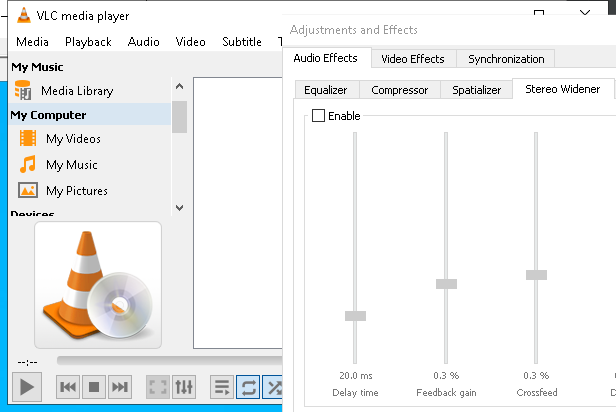 VLC media player
Media Playback Audio Video Subtitle
My Music
Media Library
My Computer
My Videos
My Music
My Pictures
Devices
--:--
Adjustments and Effects
Audio Effects Video Effects Synchronization
Equalizer Compressor Spatializer Stereo Widener
Enable
20.0 ms 0.3 % 0.3 %
Delay time Feedback gain Crossfeed